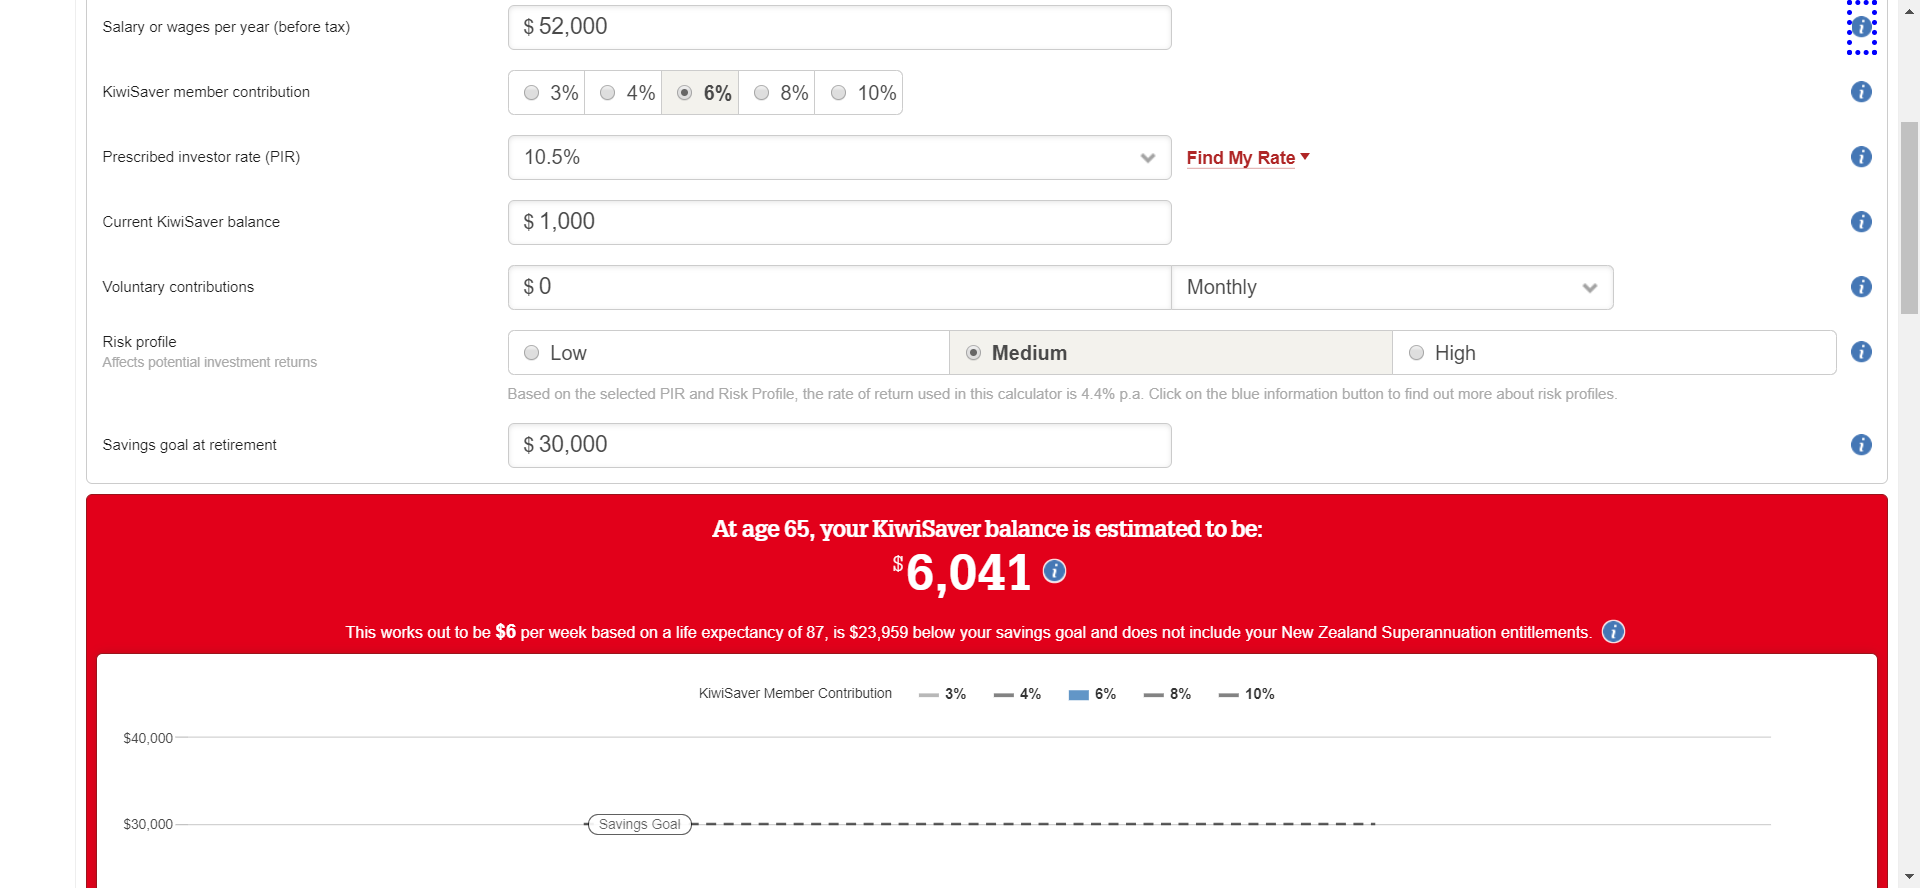 Salary or wages per year (before tax)
$ 52,000
KiwiSaver member contribution
3% 4% 6% 8% 10%
Prescribed investor rate (PIR)
10.5%
Find My Rate
Current KiwiSaver balance
$ 1,000
Voluntary contributions
$ 0
Monthly
Risk profile
Affects potential investment returns
Low Medium High
Based on the selected PIR and Risk Profile, the rate of return used in this calculator is 4.4% p.a. Click on the blue information button to find out more about risk profiles.
Savings goal at retirement
$ 30,000
At age 65, your KiwiSaver balance is estimated to be:
$6,041
This works out to be $6 per week based on a life expectancy of 87, is $23,959 below your savings goal and does not include your New Zealand Superannuation entitlements.
KiwiSaver Member Contribution 3% 4% 6% 8% 10%
$40,000
$30,000
Savings Goal